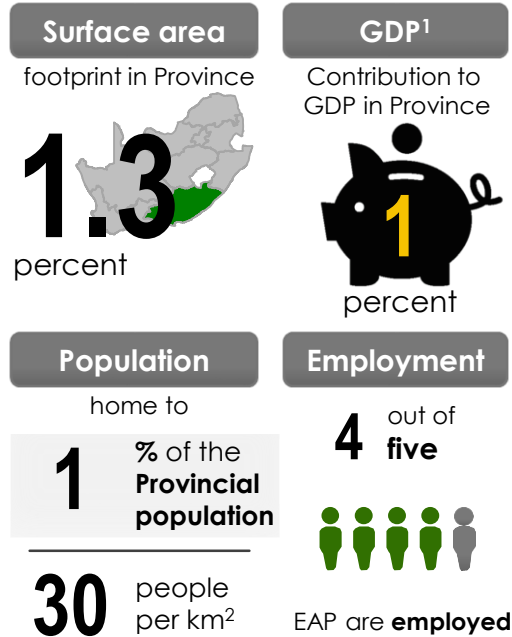 Surface area
footprint in Province
1.3
percent
GDP¹
Contribution to
GDP in Province
1
percent
Population
home to
1
% of the
Provincial
population
30
people
per km²
Employment
4
out of
five
EAP are employed